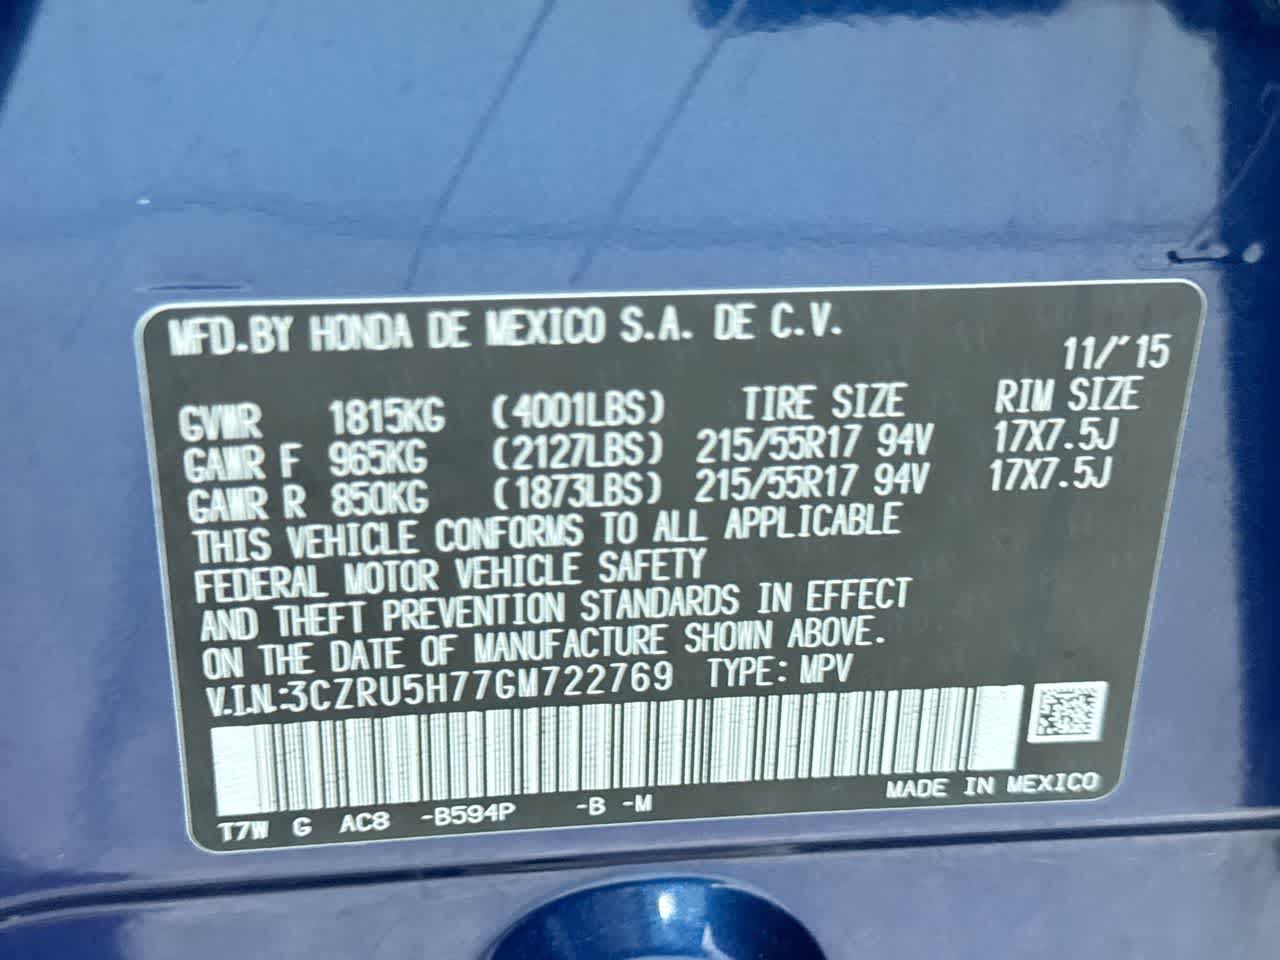 MFD.BY HONDA DE MEXICO S.A. DE C.V.
11/"15
GVWR 1815KG (4001LBS) TIRE SIZE RIM SIZE
GAWR F 965KG (2127LBS) 215/55R17 94V 17X7.5J
GAWR R 850KG (1873LBS) 215/55R17 94V 17X7.5J
THIS VEHICLE CONFORMS TO ALL APPLICABLE
FEDERAL MOTOR VEHICLE SAFETY
AND THEFT PREVENTION STANDARDS IN EFFECT
ON THE DATE OF MANUFACTURE SHOWN ABOVE.
V.I.N.:3CZRU5H77GM722769 TYPE: MPV
MADE IN MEXICO
T7W G AC8 -B594P -B -M